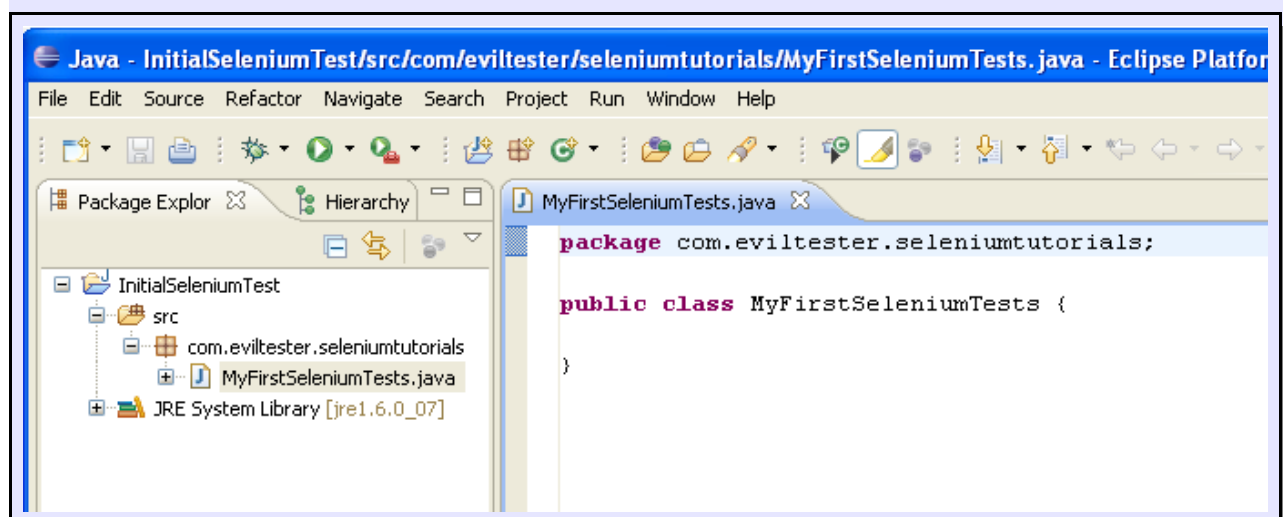 Java - InitialSeleniumTest/src/com/eviltester/seleniumtutorials/MyFirstSeleniumTests.java - Eclipse Platfor
File Edit Source Refactor Navigate Search Project Run Window Help
Package Explor
Hierarchy
InitialSeleniumTest
src
com.eviltester.seleniumtutorials
MyFirstSeleniumTests.java
JRE System Library [jre1.6.0_07]
MyFirstSeleniumTests.java
package com.eviltester.seleniumtutorials;
public class MyFirstSeleniumTests {
}